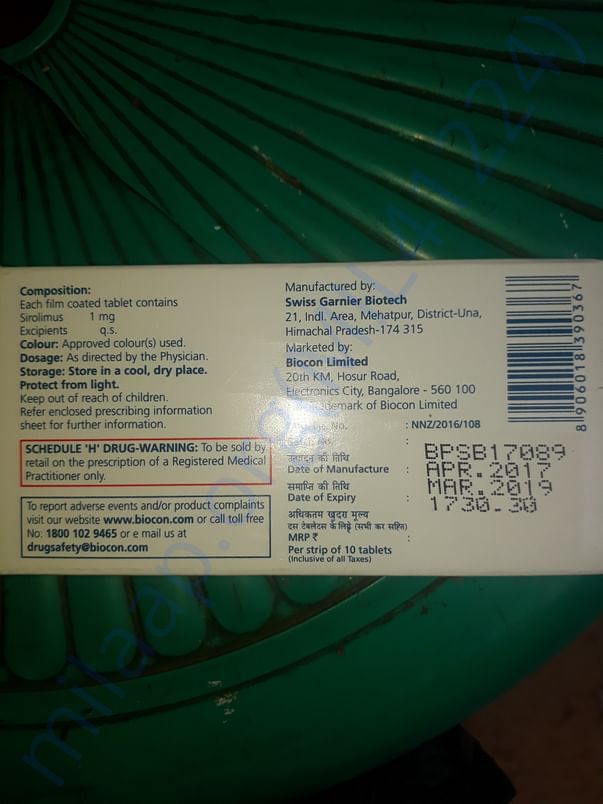 Composition:
Each film coated tablet contains
Sirolimus 1 mg
Excipients q.s.
Colour: Approved colour(s) used.
Dosage: As directed by the Physician.
Storage: Store in a cool, dry place.
Protect from light.
Keep out of reach of children.
Refer enclosed prescribing information
sheet for further information.
SCHEDULE 'H' DRUG-WARNING: To be sold by
retail on the prescription of a Registered Medical
Practitioner only.
To report adverse events and/or product complaints
visit our website www.biocon.com or call toll free
No: 1800 102 9465 or e mail us at
drugsafety@biocon.com
Manufactured by:
Swiss Garnier Biotech
21, Indl. Area, Mehatpur, District-Una,
Himachal Pradesh-174 315
Marketed by:
Biocon Limited
20th KM, Hosur Road,
Electronics City, Bangalore - 560 100
of Biocon Limited
No. : NNZ/2016/108
: BPSB17089
उत्पादन की तिथि
Date of Manufacture : APR.2017
समाप्ति की तिथि
Date of Expiry : MAR.2019
1730.30
अधिकतम खुदरा मूल्य
दस टेबलेटस के लिये (सभी कर सहित)
MRP ₹ :
Per strip of 10 tablets
(Inclusive of all Taxes)
8906018390367
milaap.org